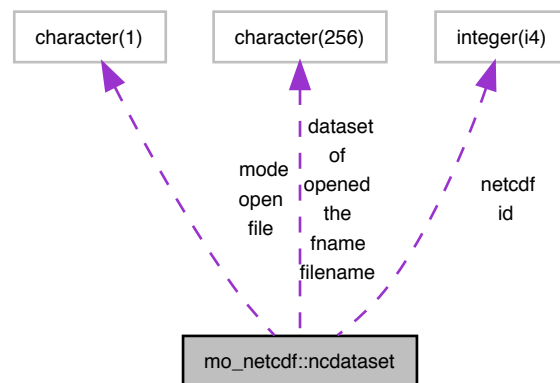 character(1)
character(256)
integer(i4)
mode
open
file
dataset
of
opened
the
fname
filename
netcdf
id
mo_netcdf::ncdataset